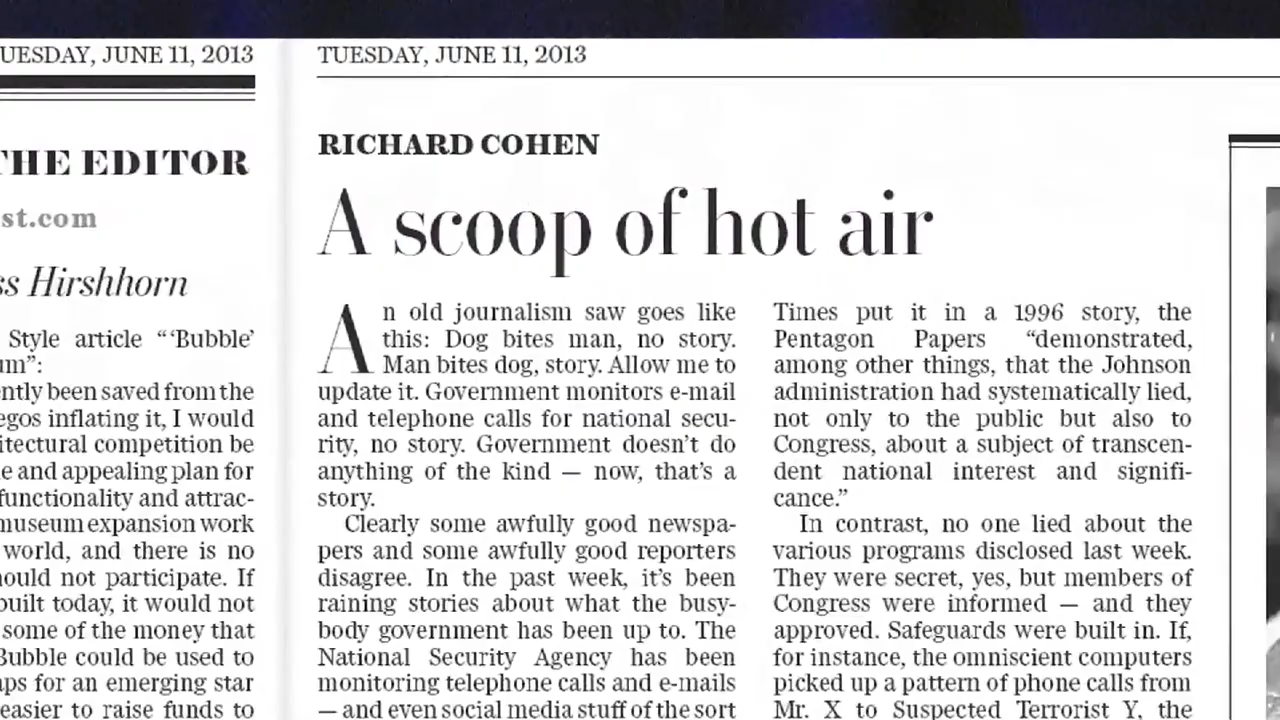 TUESDAY, JUNE 11, 2013
THE EDITOR
st.com
Hirshhorn
Style article “‘Bubble’
um”:
been saved from the
egos inflating it, I would
competition be
and appealing plan for
functionality and attrac-
museum expansion work
world, and there is no
should not participate. If
built today, it would not
some of the money that
Bubble could be used to
for an emerging star
easier to raise funds to
TUESDAY, JUNE 11, 2013
RICHARD COHEN
A scoop of hot air
An old journalism saw goes like
this: Dog bites man, no story.
Man bites dog, story. Allow me to
update it. Government monitors e-mail
and telephone calls for national secu-
rity, no story. Government doesn’t do
anything of the kind — now, that’s a
story.
Clearly some awfully good newspa-
pers and some awfully good reporters
disagree. In the past week, it’s been
raining stories about what the busy-
body government has been up to. The
National Security Agency has been
monitoring telephone calls and e-mails
— and even social media stuff of the sort
Times put it in a 1996 story, the
Pentagon Papers “demonstrated,
among other things, that the Johnson
administration had systematically lied,
not only to the public but also to
Congress, about a subject of transcen-
dent national interest and signifi-
cance.”
In contrast, no one lied about the
various programs disclosed last week.
They were secret, yes, but members of
Congress were informed — and they
approved. Safeguards were built in. If,
for instance, the omniscient computers
picked up a pattern of phone calls from
Mr. X to Suspected Terrorist Y, the